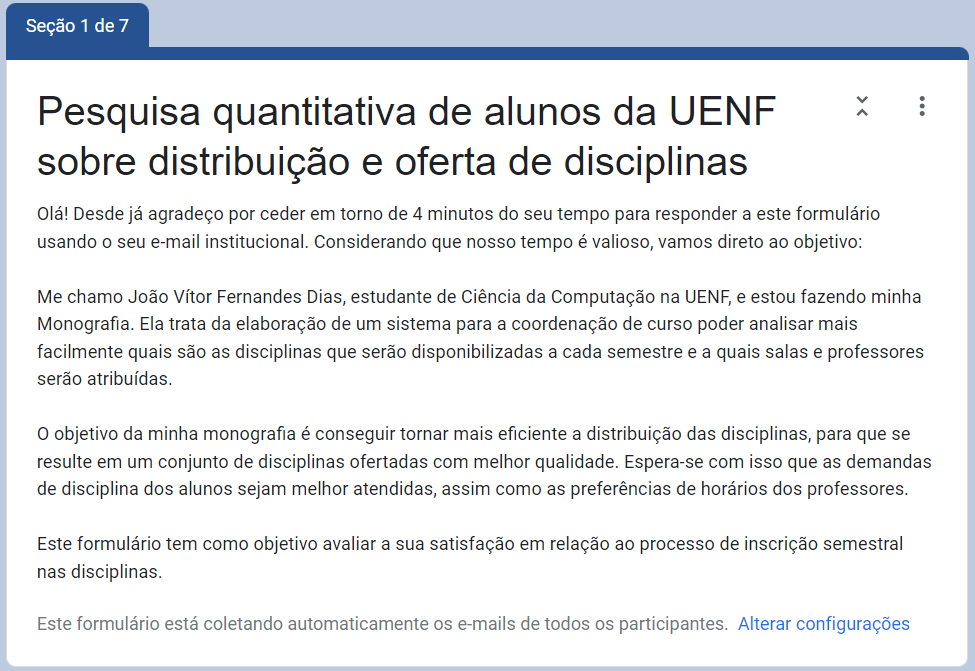 Seção 1 de 7
Pesquisa quantitativa de alunos da UENF
sobre distribuição e oferta de disciplinas
Olá! Desde já agradeço por ceder em torno de 4 minutos do seu tempo para responder a este formulário
usando o seu e-mail institucional. Considerando que nosso tempo é valioso, vamos direto ao objetivo:
Me chamo João Vítor Fernandes Dias, estudante de Ciência da Computação na UENF, e estou fazendo minha
Monografia. Ela trata da elaboração de um sistema para a coordenação de curso poder analisar mais
facilmente quais são as disciplinas que serão disponibilizadas a cada semestre e a quais salas e professores
serão atribuídas.
O objetivo da minha monografia é conseguir tornar mais eficiente a distribuição das disciplinas, para que se
resulte em um conjunto de disciplinas ofertadas com melhor qualidade. Espera-se com isso que as demandas
de disciplina dos alunos sejam melhor atendidas, assim como as preferências de horários dos professores.
Este formulário tem como objetivo avaliar a sua satisfação em relação ao processo de inscrição semestral
nas disciplinas.
Este formulário está coletando automaticamente os e-mails de todos os participantes. Alterar configurações